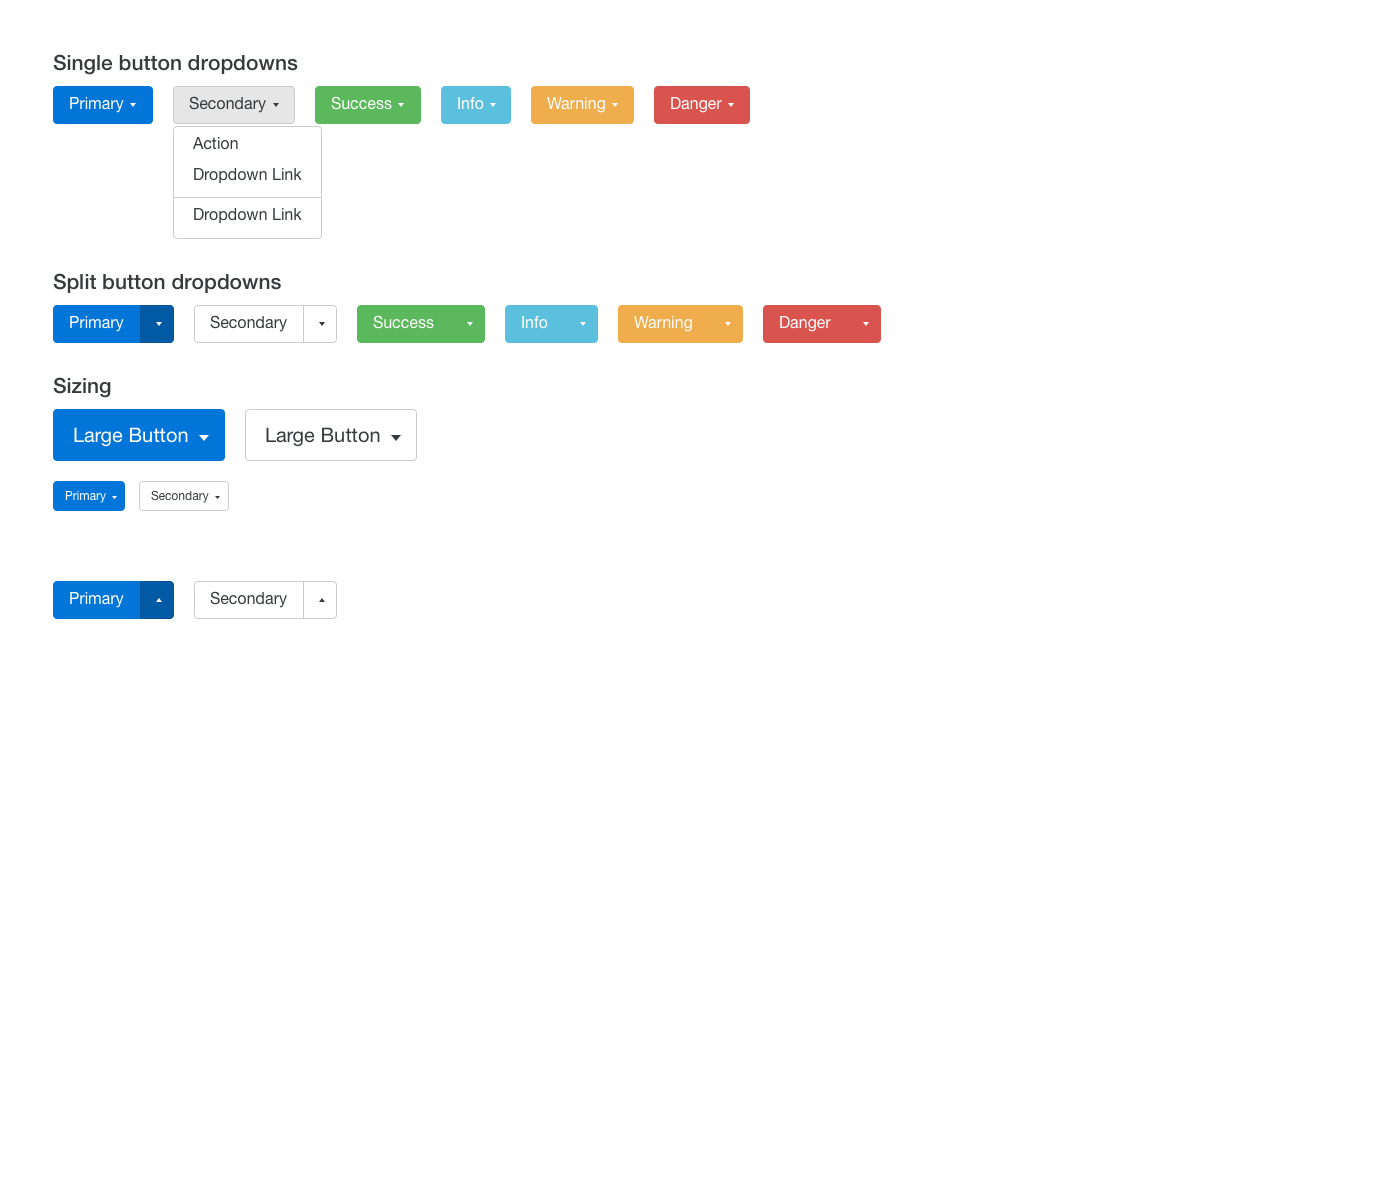 Single button dropdowns
Primary Secondary Success Info Warning Danger
Action
Dropdown Link
Dropdown Link
Split button dropdowns
Primary Secondary Success Info Warning Danger
Sizing
Large Button Large Button
Primary Secondary
Primary Secondary